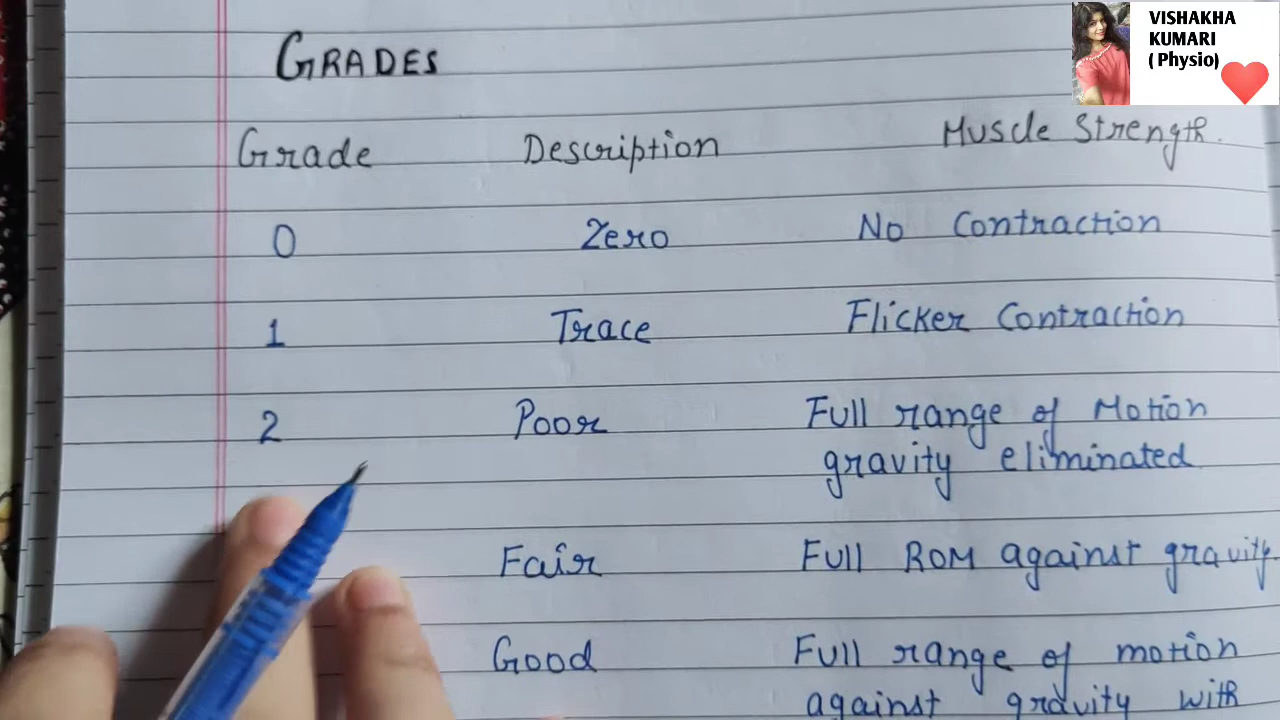 VISHAKHA
KUMARI
( Physio)
GRADES
Grade Description Muscle Strength.
0 Zero No Contraction
1 Trace Flicker Contraction
2 Poor Full range of Motion
gravity eliminated
Fair Full ROM against gravity
Good Full range of motion
against gravity with